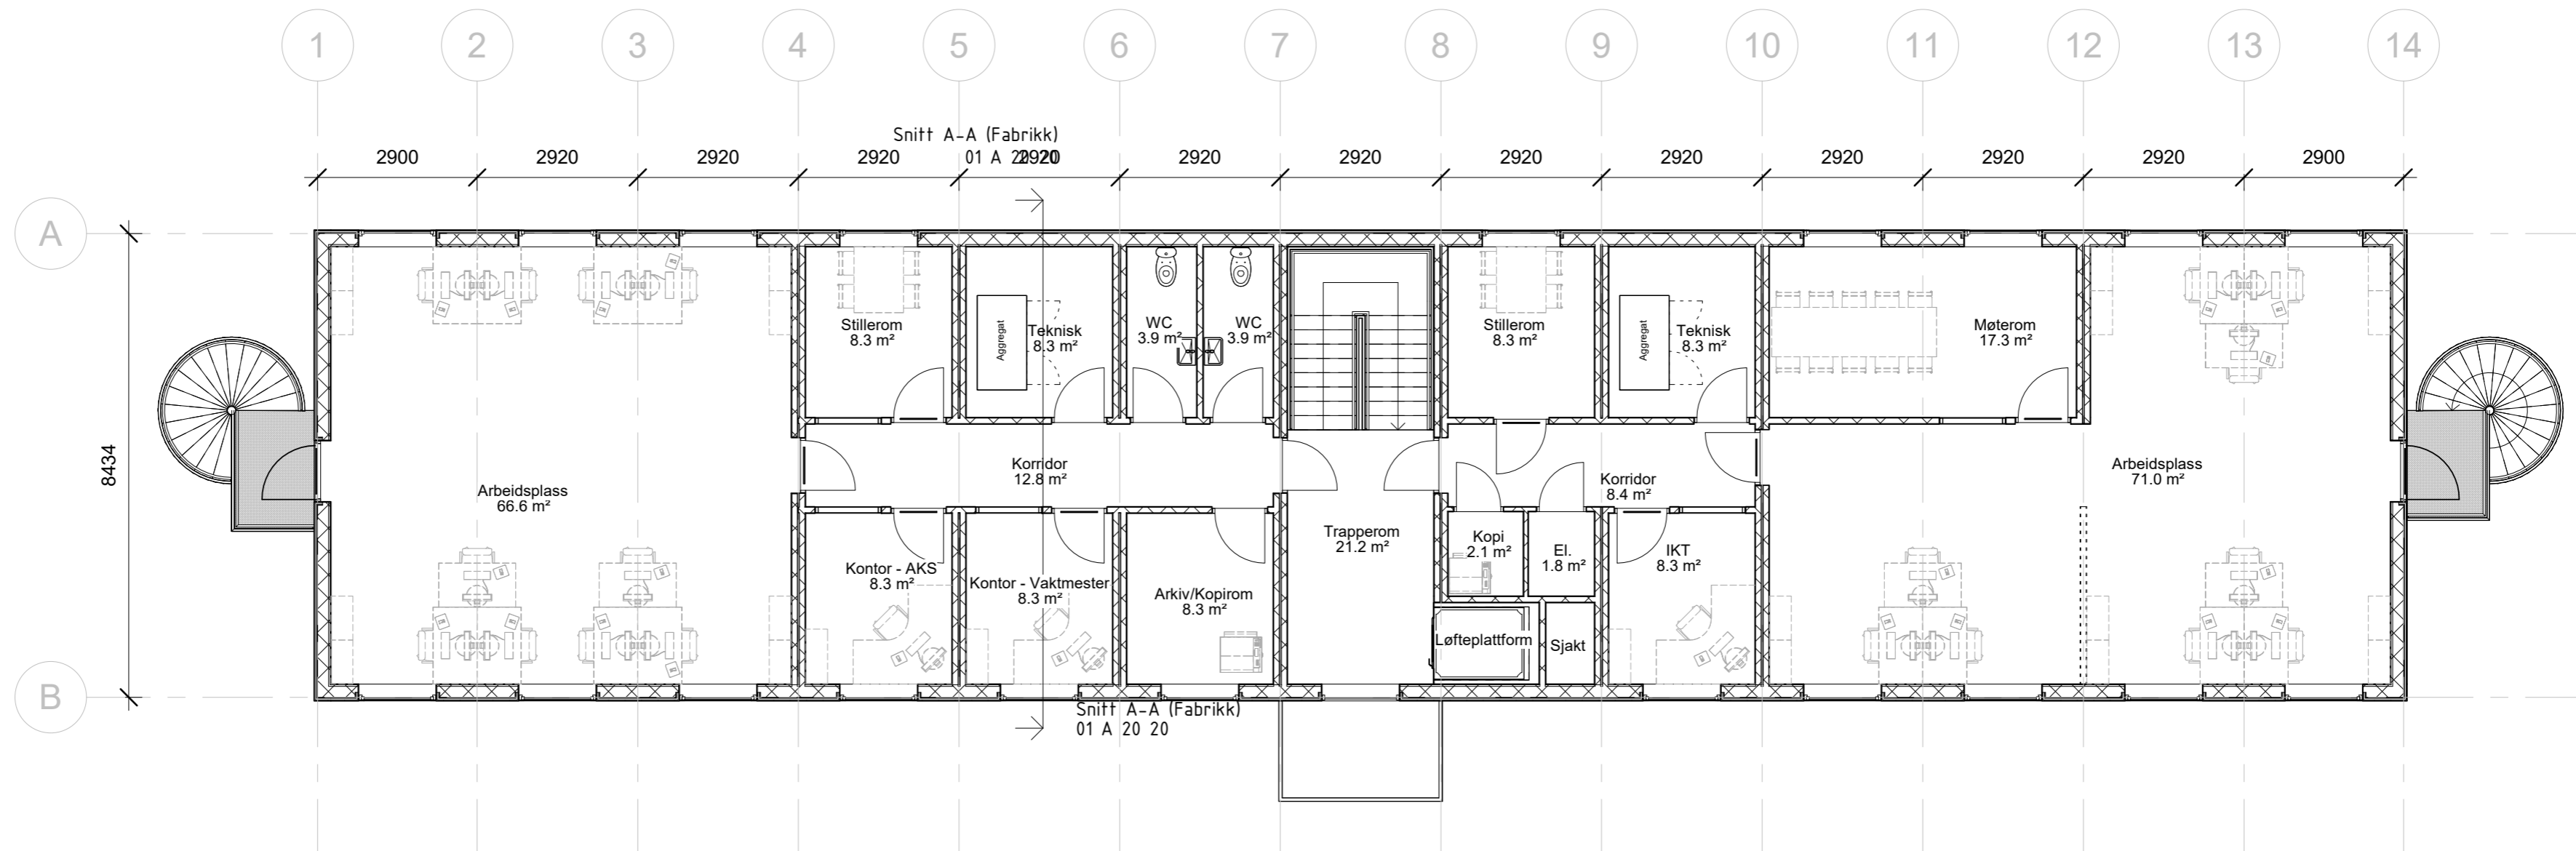 1 2 3 4 5 6 7 8 9 10 11 12 13 14
Snitt A-A (Fabrikk)
01 A 20 20
2900 2920 2920 2920 2920 2920 2920 2920 2920 2920 2920 2920 2900
A
8434
B
Arbeidsplass
66.6 m²
Stillerom
8.3 m²
Aggregat
Teknisk
8.3 m²
WC
3.9 m²
WC
3.9 m²
Stillerom
8.3 m²
Aggregat
Teknisk
8.3 m²
Møterom
17.3 m²
Korridor
12.8 m²
Korridor
8.4 m²
Arbeidsplass
71.0 m²
Kontor - AKS
8.3 m²
Kontor - Vaktmester
8.3 m²
Arkiv/Kopirom
8.3 m²
Trapperom
21.2 m²
Kopi
2.1 m²
El.
1.8 m²
IKT
8.3 m²
Løfteplattform
Sjakt
Snitt A-A (Fabrikk)
01 A 20 20